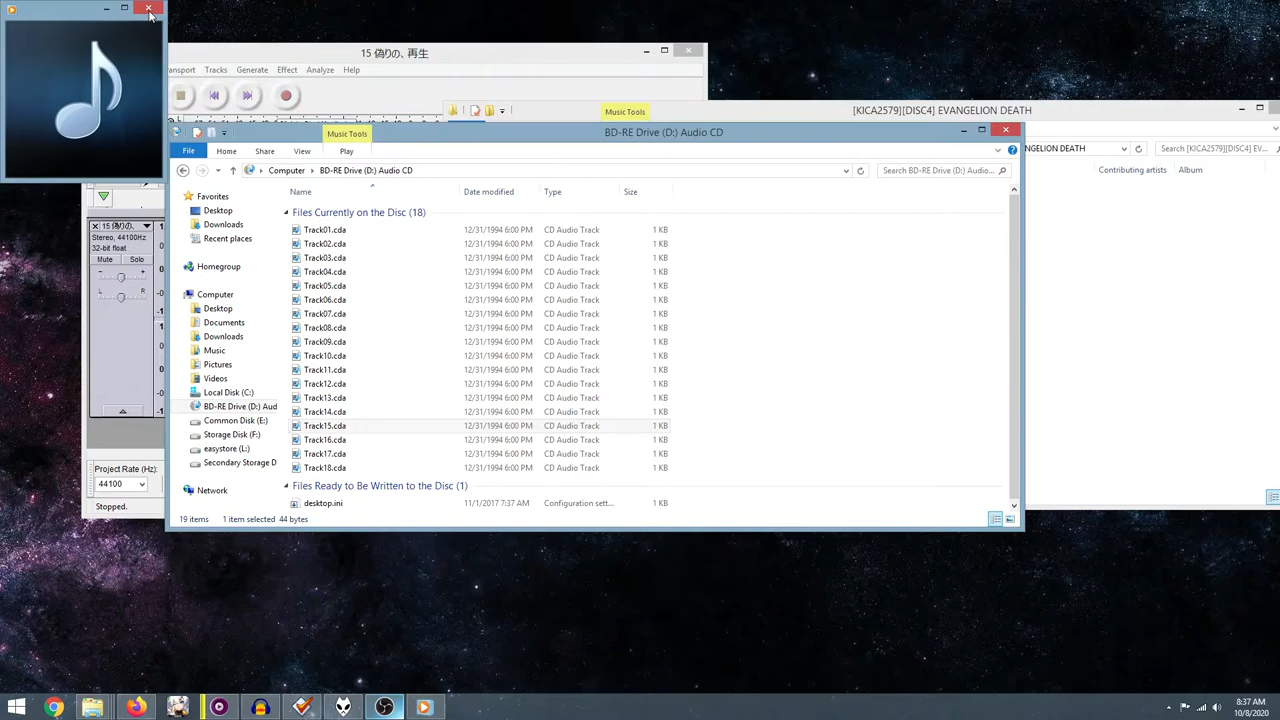 15 偽りの、再生
ransport Tracks Generate Effect Analyze Help
Music Tools
[KICA2579][DISC4] EVANGELION DEATH
Music Tools
BD-RE Drive (D:) Audio CD
File Home Share View Play
ANGELION DEATH
Search [KICA2579][DISC4] EV...
Contributing artists Album
Computer BD-RE Drive (D:) Audio CD
Search BD-RE Drive (D:) Audio...
Name Date modified Type Size
Files Currently on the Disc (18)
Track01.cda 12/31/1994 6:00 PM CD Audio Track 1 KB
Track02.cda 12/31/1994 6:00 PM CD Audio Track 1 KB
Track03.cda 12/31/1994 6:00 PM CD Audio Track 1 KB
Track04.cda 12/31/1994 6:00 PM CD Audio Track 1 KB
Track05.cda 12/31/1994 6:00 PM CD Audio Track 1 KB
Track06.cda 12/31/1994 6:00 PM CD Audio Track 1 KB
Track07.cda 12/31/1994 6:00 PM CD Audio Track 1 KB
Track08.cda 12/31/1994 6:00 PM CD Audio Track 1 KB
Track09.cda 12/31/1994 6:00 PM CD Audio Track 1 KB
Track10.cda 12/31/1994 6:00 PM CD Audio Track 1 KB
Track11.cda 12/31/1994 6:00 PM CD Audio Track 1 KB
Track12.cda 12/31/1994 6:00 PM CD Audio Track 1 KB
Track13.cda 12/31/1994 6:00 PM CD Audio Track 1 KB
Track14.cda 12/31/1994 6:00 PM CD Audio Track 1 KB
Track15.cda 12/31/1994 6:00 PM CD Audio Track 1 KB
Track16.cda 12/31/1994 6:00 PM CD Audio Track 1 KB
Track17.cda 12/31/1994 6:00 PM CD Audio Track 1 KB
Track18.cda 12/31/1994 6:00 PM CD Audio Track 1 KB
Files Ready to Be Written to the Disc (1)
desktop.ini 11/1/2017 7:37 AM Configuration sett... 1 KB
19 items 1 item selected 44 bytes
Favorites
Desktop
Downloads
Recent places
Homegroup
Computer
Desktop
Documents
Downloads
Music
Pictures
Videos
Local Disk (C:)
BD-RE Drive (D:) Aud
Common Disk (E:)
Storage Disk (F:)
easystore (L:)
Secondary Storage D
Network
15 偽りの、
Stereo, 44100Hz
32-bit float
Mute Solo
L R
Project Rate (Hz):
44100
Stopped.
8:37 AM
10/8/2020